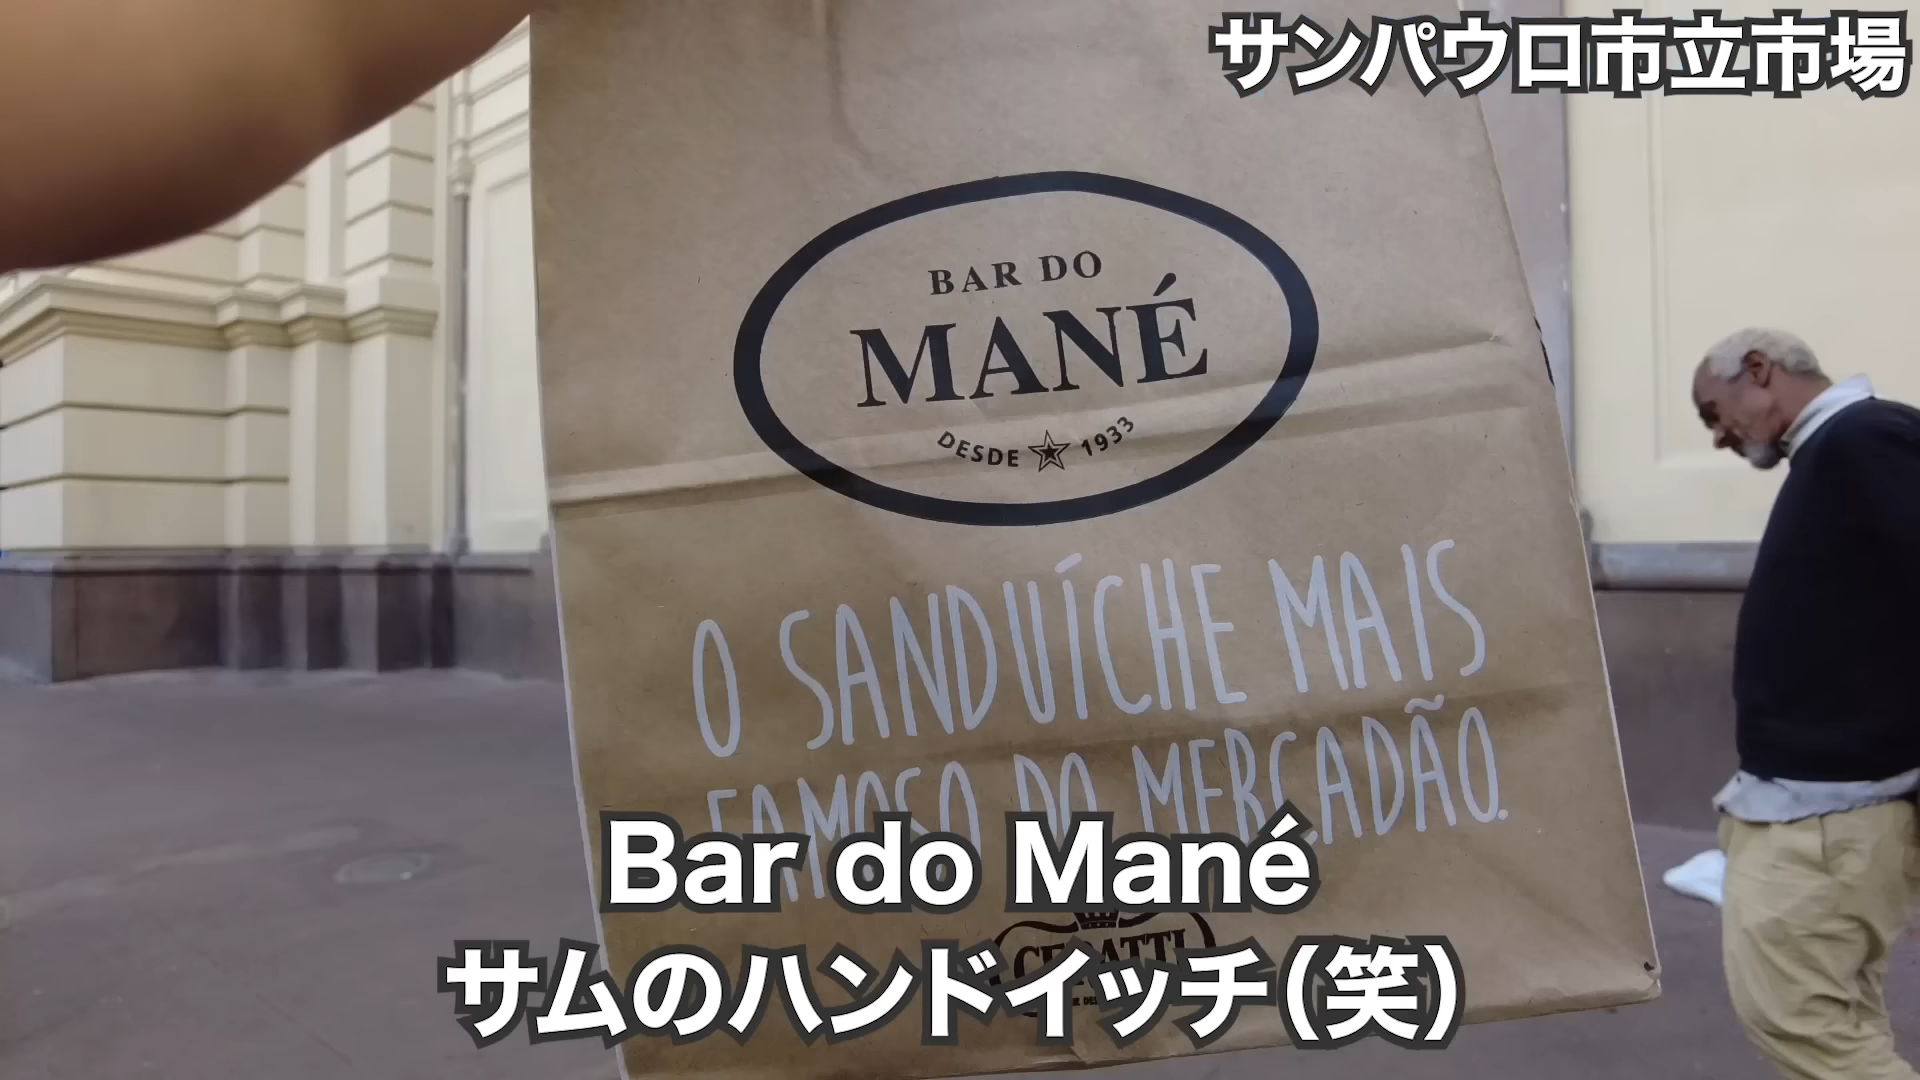 サンパウロ市立市場
BAR DO
MANÉ
DESDE ☆ 1933
O SANDUÍCHE MAIS
FAMOSO DO MERCADÃO.
Bar do Mané
CERATTI
サムのハンドイッチ(笑)